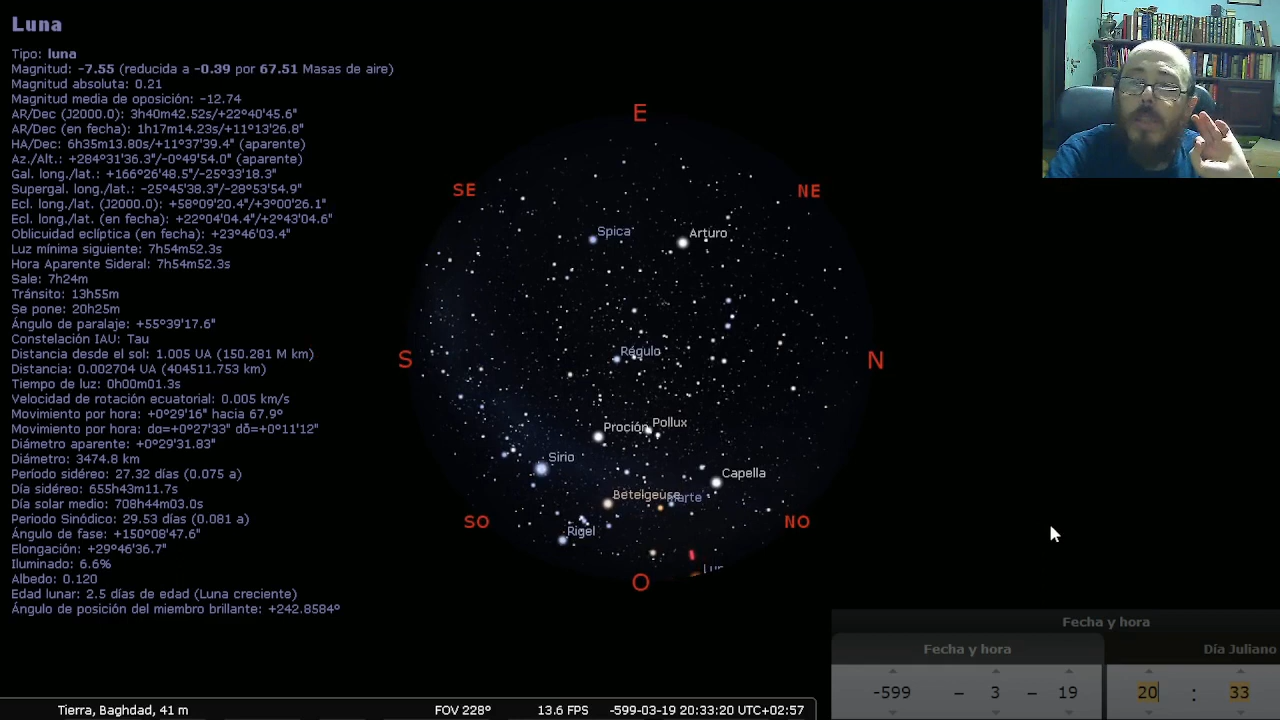 Luna
Tipo: luna
Magnitud: -7.55 (reducida a -0.39 por 67.51 Masas de aire)
Magnitud absoluta: 0.21
Magnitud media de oposición: -12.74
AR/Dec (J2000.0): 3h40m42.52s/+22°40'45.6"
AR/Dec (en fecha): 1h17m14.23s/+11°13'26.8"
HA/Dec: 6h35m13.80s/+11°37'39.4" (aparente)
Az./Alt.: +284°31'36.3"/-0°49'54.0" (aparente)
Gal. long./lat.: +166°26'48.5"/-25°33'18.3"
Supergal. long./lat.: -25°45'38.3"/-28°53'54.9"
Ecl. long./lat. (J2000.0): +58°09'20.4"/+3°00'26.1"
Ecl. long./lat. (en fecha): +22°04'04.4"/+2°43'04.6"
Oblicuidad eclíptica (en fecha): +23°46'03.4"
Luz mínima siguiente: 7h54m52.3s
Hora Aparente Sideral: 7h54m52.3s
Sale: 7h24m
Tránsito: 13h55m
Se pone: 20h25m
Ángulo de paralaje: +55°39'17.6"
Constelación IAU: Tau
Distancia desde el sol: 1.005 UA (150.281 M km)
Distancia: 0.002704 UA (404511.753 km)
Tiempo de luz: 0h00m01.3s
Velocidad de rotación ecuatorial: 0.005 km/s
Movimiento por hora: +0°29'16" hacia 67.9°
Movimiento por hora: dα=+0°27'33" dδ=+0°11'12"
Diámetro aparente: +0°29'31.83"
Diámetro: 3474.8 km
Período sidéreo: 27.32 días (0.075 a)
Día sidéreo: 655h43m11.7s
Día solar medio: 708h44m03.0s
Periodo Sinódico: 29.53 días (0.081 a)
Ángulo de fase: +150°08'47.6"
Elongación: +29°46'36.7"
Iluminado: 6.6%
Albedo: 0.120
Edad lunar: 2.5 días de edad (Luna creciente)
Ángulo de posición del miembro brillante: +242.8584°
E
SE
NE
Spica
Arturo
Régulo
S
N
Proción
Pollux
Sirio
Capella
Betelgeuse
Marte
SO
NO
Rigel
Lun
O
Fecha y hora
Fecha y hora
Día Juliano
-599 – 3 – 19
20 : 33
Tierra, Baghdad, 41 m
FOV 228°
13.6 FPS
-599-03-19 20:33:20 UTC+02:57